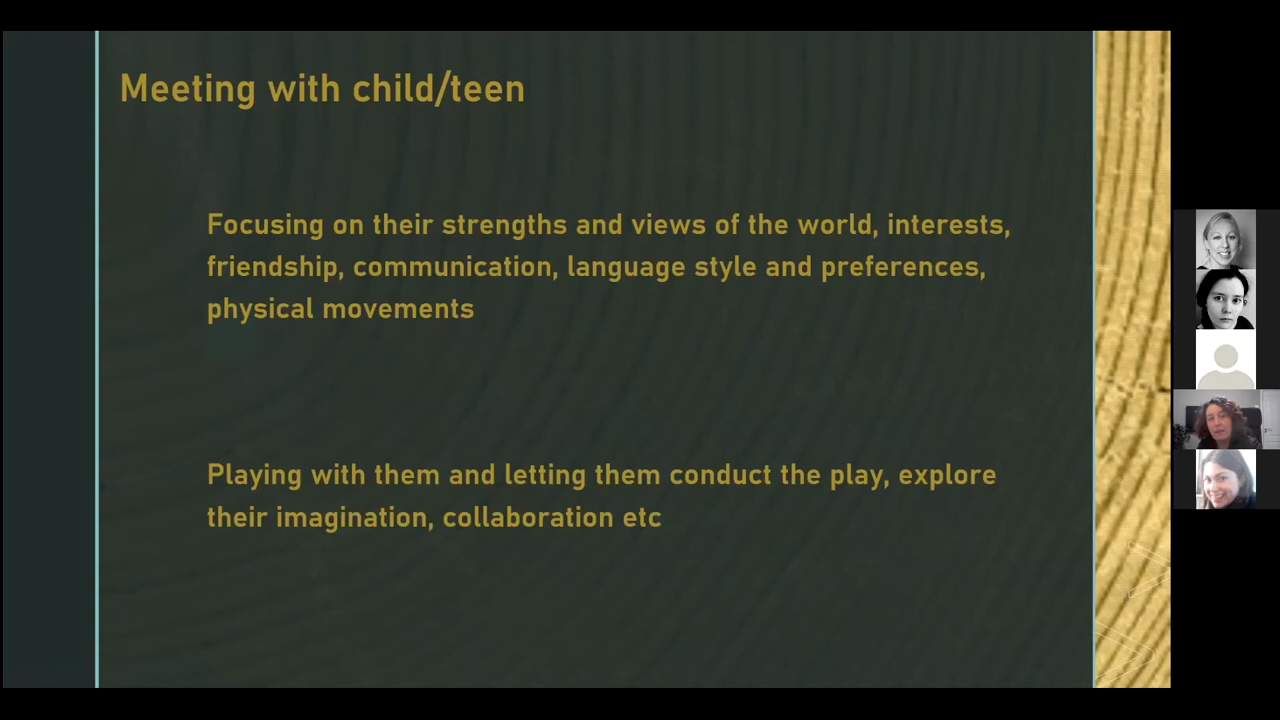 Meeting with child/teen
Focusing on their strengths and views of the world, interests,
friendship, communication, language style and preferences,
physical movements
Playing with them and letting them conduct the play, explore
their imagination, collaboration etc